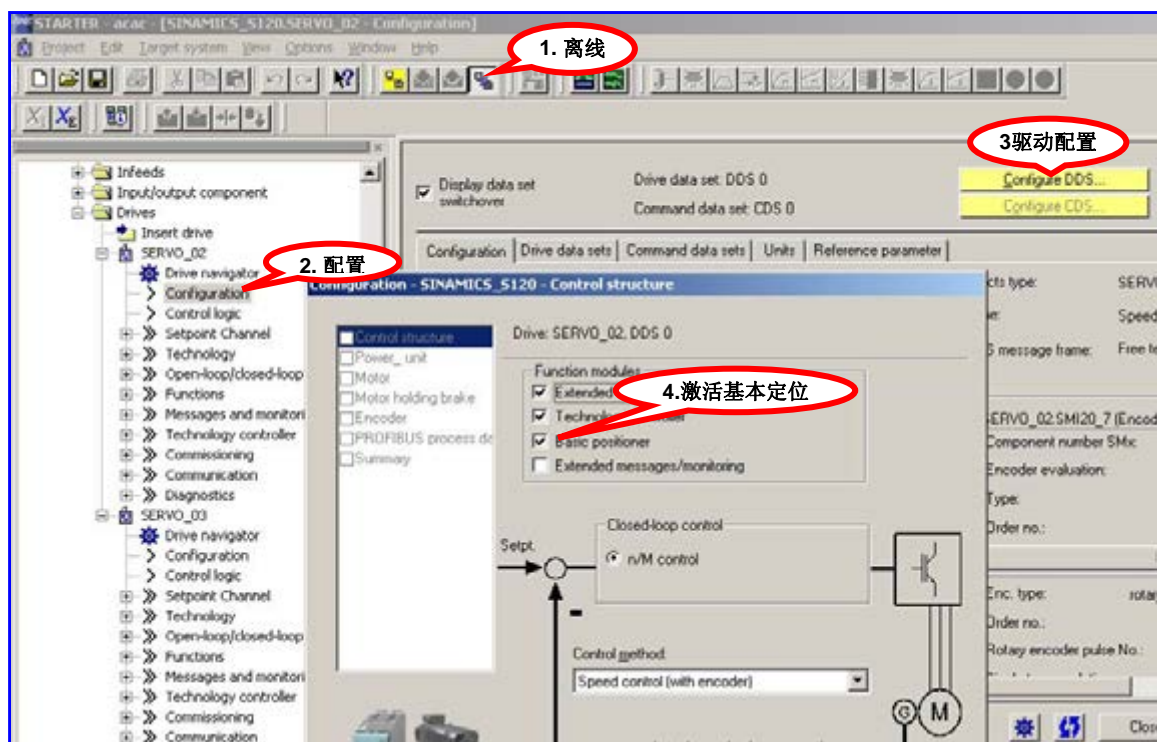 STARTER - acac - [SINAMICS_S120.SERVO_02 - Configuration]
Project Edit Target system View Options Window Help
1. 离线
3驱动配置
Infeeds
Input/output component
Drives
Insert drive
SERVO_02
Drive navigator
Configuration
Control logic
Setpoint Channel
Technology
Open-loop/closed-loop
Functions
Messages and monitori
Technology controller
Commissioning
Communication
Diagnostics
SERVO_03
Drive navigator
Configuration
Control logic
Setpoint Channel
Technology
Open-loop/closed-loop
Functions
Messages and monitori
Technology controller
Commissioning
Communication
2. 配置
Display data set switchover
Drive data set: DDS 0
Command data set: CDS 0
Configure DDS...
Configure CDS...
Configuration Drive data sets Command data sets Units Reference parameter
Configuration - SINAMICS_S120 - Control structure
Control structure
Power_ unit
Motor
Motor holding brake
Encoder
PROFIBUS process da
Summary
Drive: SERVO_02, DDS 0
Function modules
Extended
4.激活基本定位
Basic positioner
Extended messages/monitoring
Closed-loop control
Setpt.
n/M control
Control method
Speed control (with encoder)
G
M
cts type: SERV
Speed
message frame: Free te
SERVO_02.SMI20_7 (Encod
Component number SMx:
Encoder evaluation:
Type:
Order no.:
Enc. type: rotar
Order no.:
Rotary encoder pulse No.:
Clos